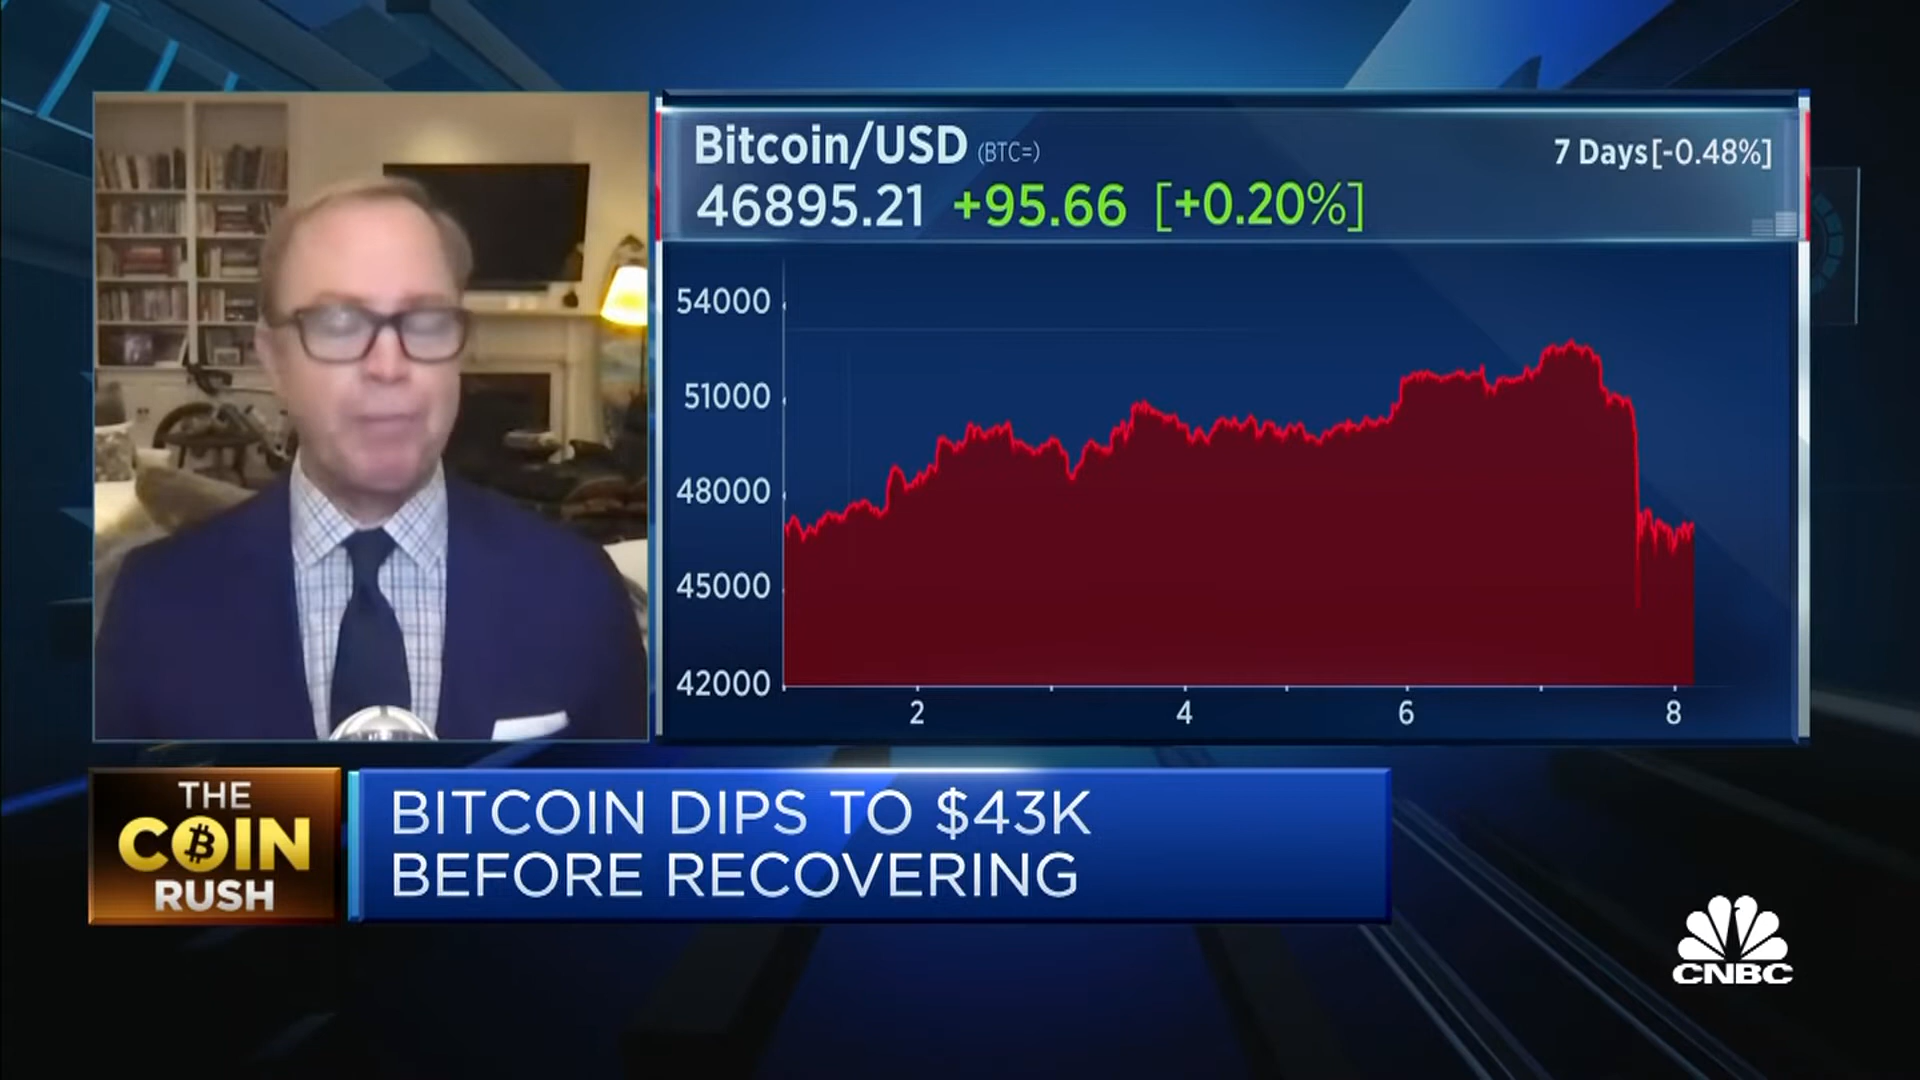 Bitcoin/USD (BTC=)
7 Days[-0.48%]
46895.21 +95.66 [+0.20%]
54000
51000
48000
45000
42000
2 4 6 8
THE
COIN
RUSH
BITCOIN DIPS TO $43K
BEFORE RECOVERING
CNBC